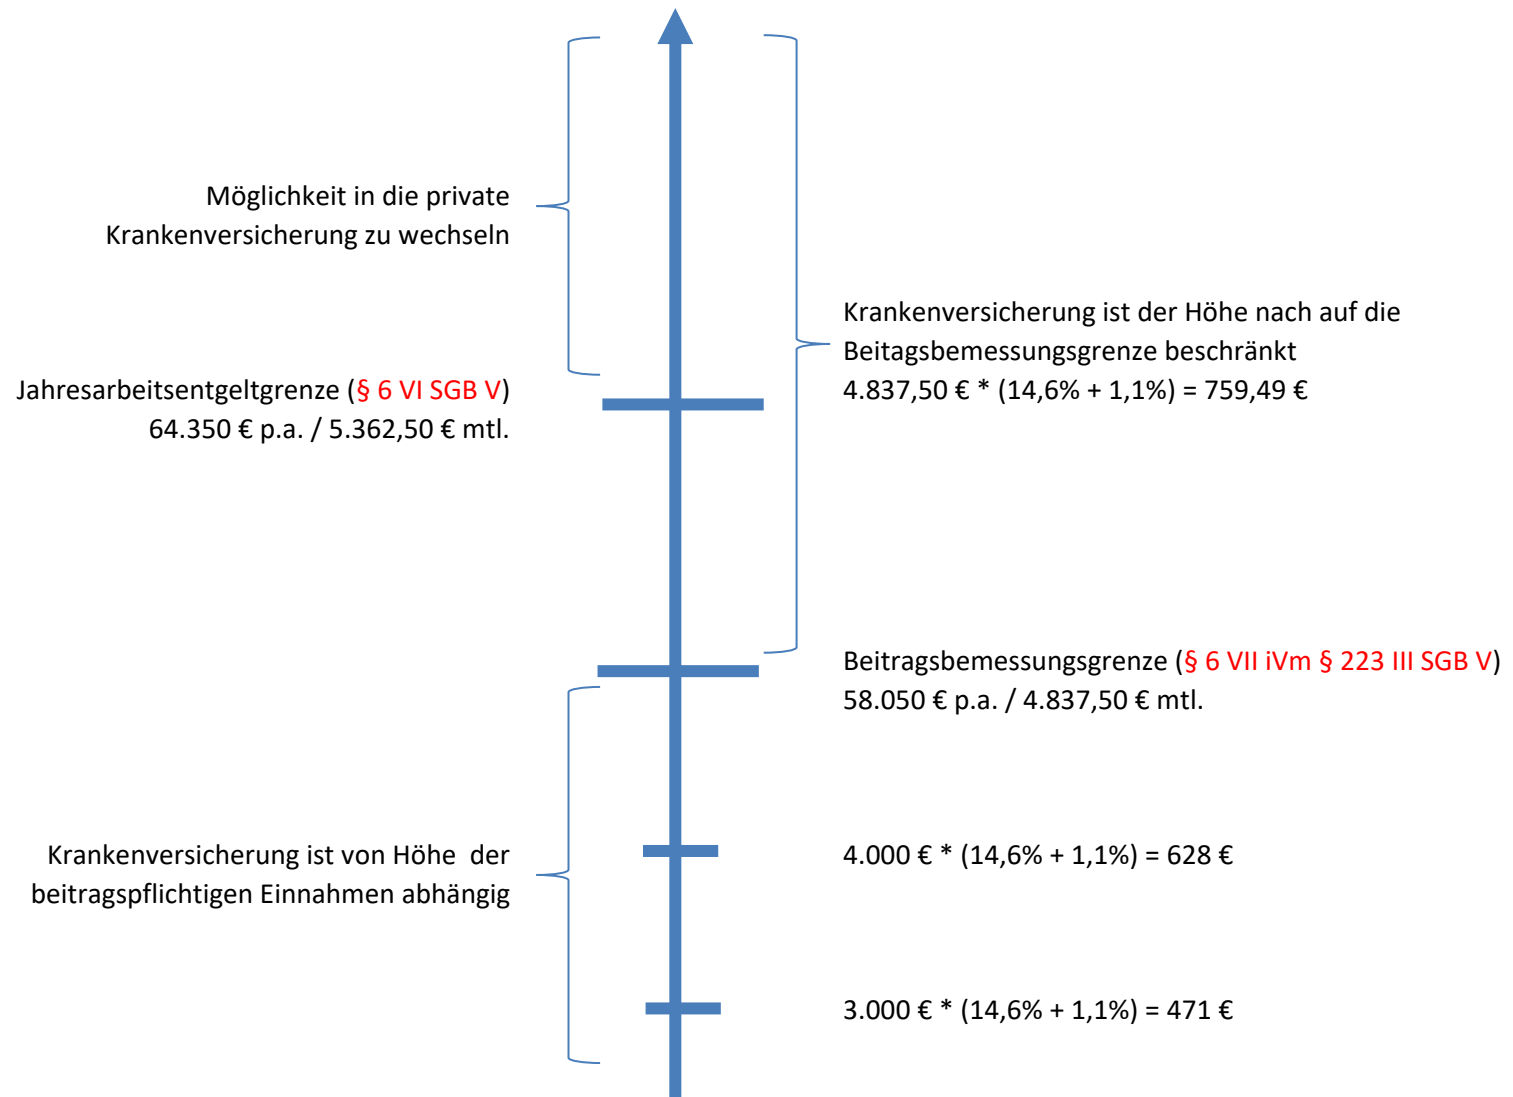 Möglichkeit in die private
Krankenversicherung zu wechseln
Krankenversicherung ist der Höhe nach auf die
Beitagsbemessungsgrenze beschränkt
4.837,50 € * (14,6% + 1,1%) = 759,49 €
Jahresarbeitsentgeltgrenze (§ 6 VI SGB V)
64.350 € p.a. / 5.362,50 € mtl.
Beitragsbemessungsgrenze (§ 6 VII iVm § 223 III SGB V)
58.050 € p.a. / 4.837,50 € mtl.
Krankenversicherung ist von Höhe der
beitragspflichtigen Einnahmen abhängig
4.000 € * (14,6% + 1,1%) = 628 €
3.000 € * (14,6% + 1,1%) = 471 €